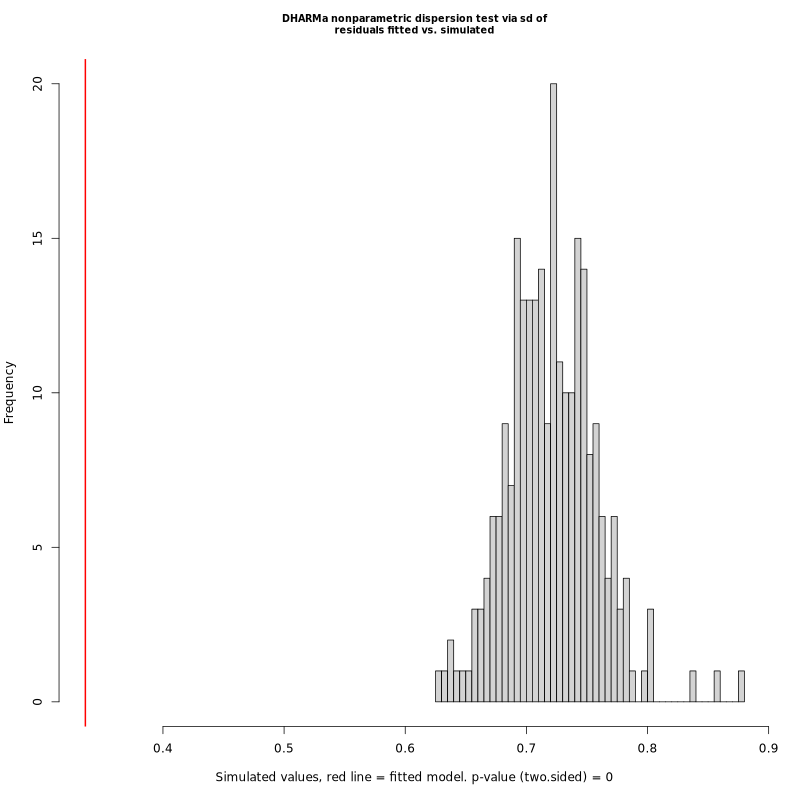 DHARMa nonparametric dispersion test via sd of
residuals fitted vs. simulated
Frequency
20
15
10
5
0
0.4 0.5 0.6 0.7 0.8 0.9
Simulated values, red line = fitted model. p-value (two.sided) = 0